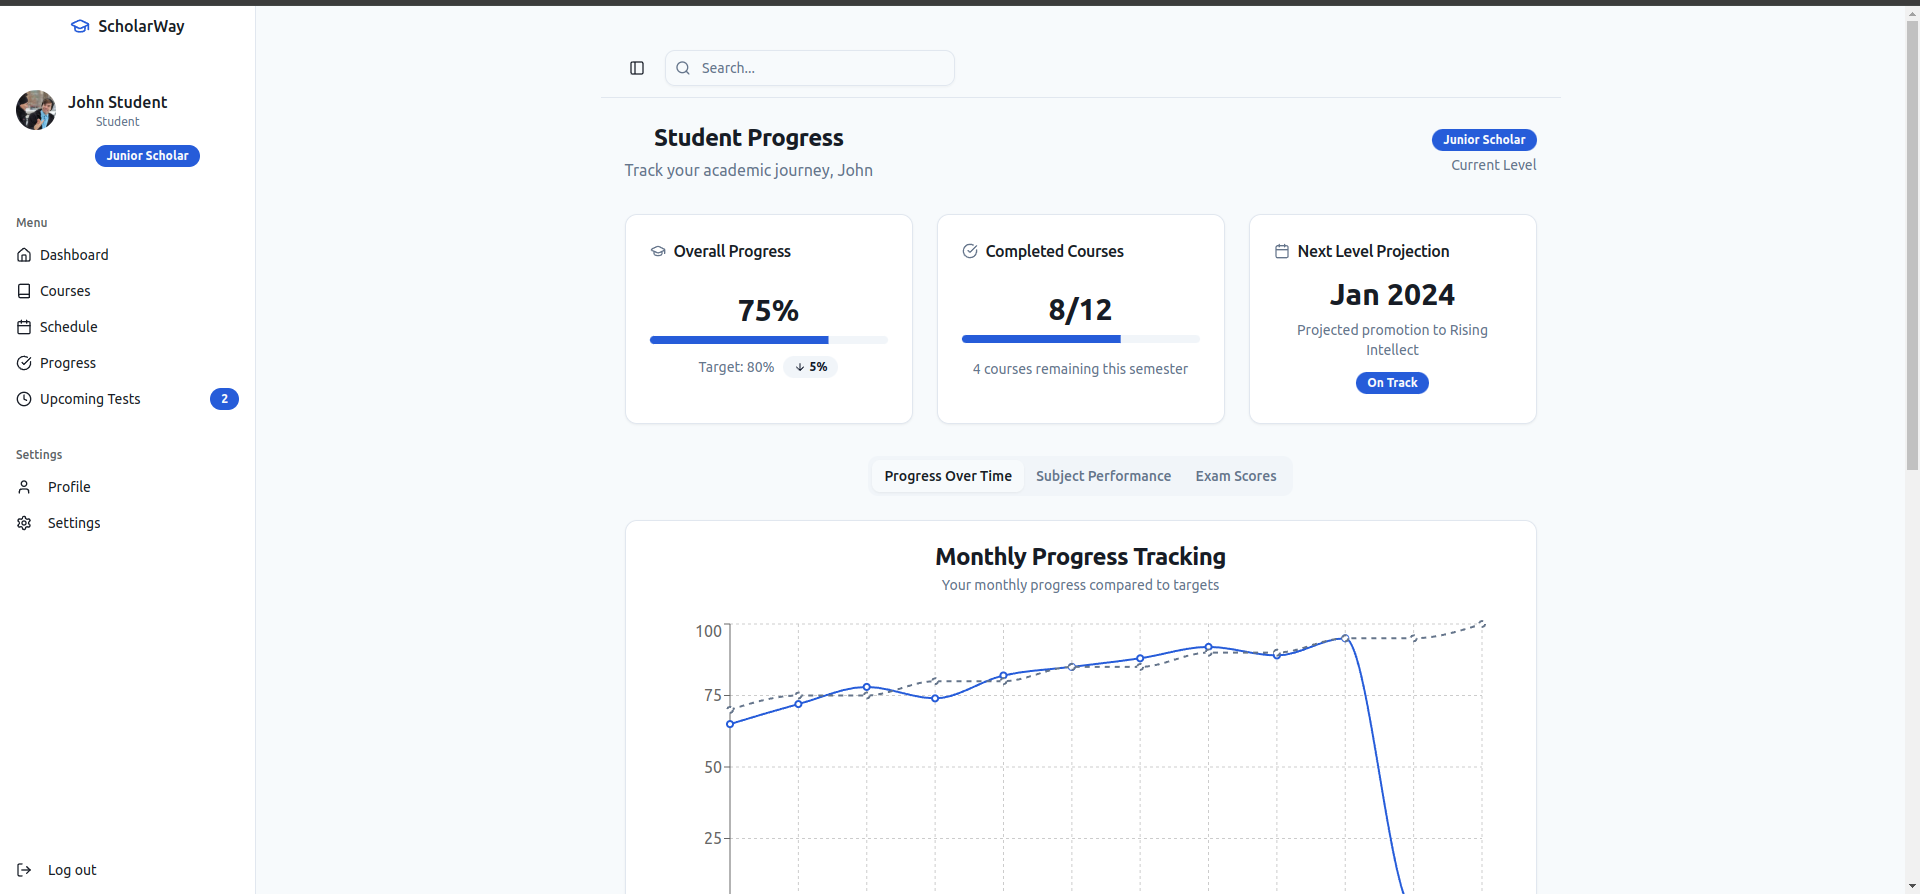 ScholarWay
John Student
Student
Junior Scholar
Menu
Dashboard
Courses
Schedule
Progress
Upcoming Tests 2
Settings
Profile
Settings
Log out
Search...
Student Progress
Track your academic journey, John
Junior Scholar
Current Level
Overall Progress
75%
Target: 80% ↓ 5%
Completed Courses
8/12
4 courses remaining this semester
Next Level Projection
Jan 2024
Projected promotion to Rising
Intellect
On Track
Progress Over Time Subject Performance Exam Scores
Monthly Progress Tracking
Your monthly progress compared to targets
100
75
50
25